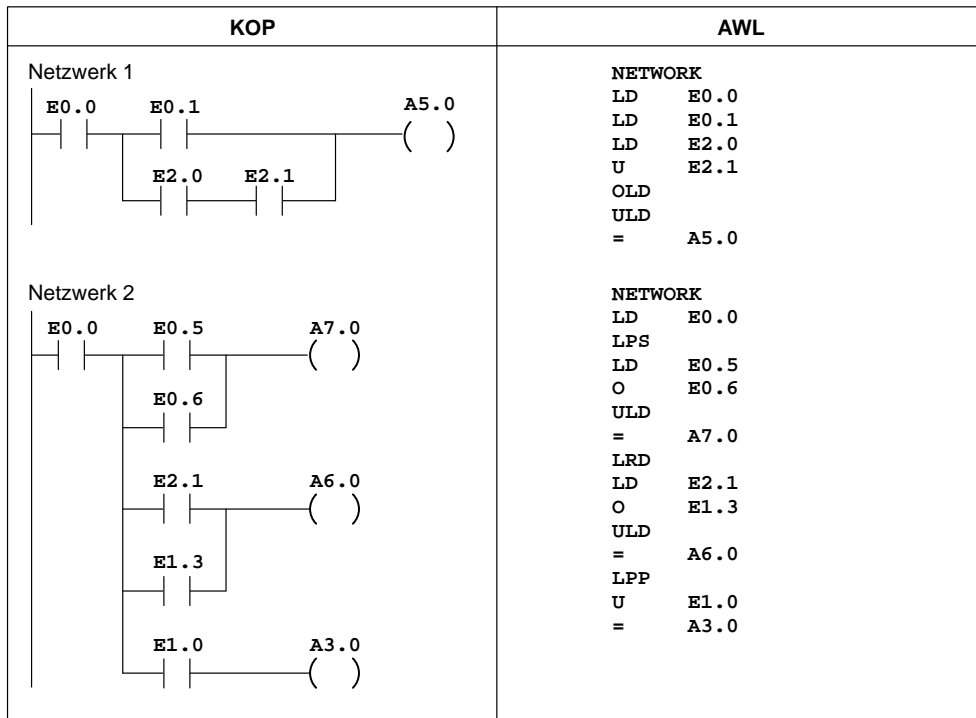 KOP
AWL
Netzwerk 1
E0.0 E0.1 A5.0
( )
E2.0 E2.1
NETWORK
LD E0.0
LD E0.1
LD E2.0
U E2.1
OLD
ULD
= A5.0
Netzwerk 2
E0.0 E0.5 A7.0
( )
E0.6
E2.1 A6.0
( )
E1.3
E1.0 A3.0
( )
NETWORK
LD E0.0
LPS
LD E0.5
O E0.6
ULD
= A7.0
LRD
LD E2.1
O E1.3
ULD
= A6.0
LPP
U E1.0
= A3.0